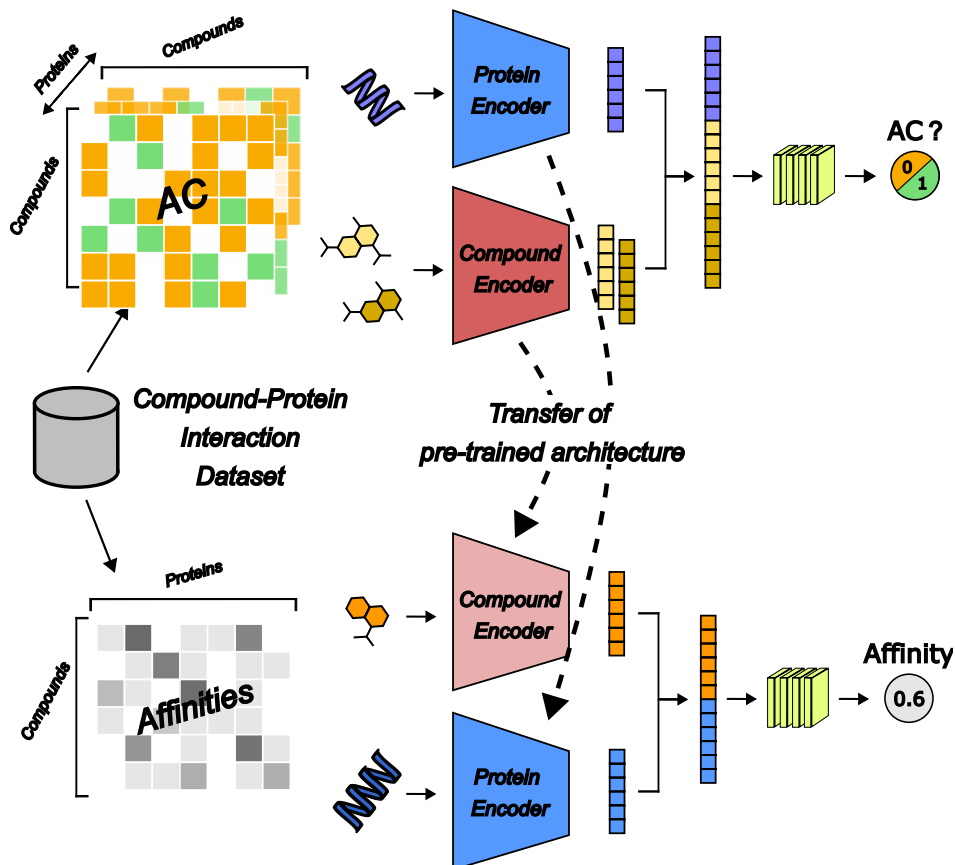 Compounds
Proteins
Compounds
AC
Protein
Encoder
AC ?
0
1
Compound
Encoder
Compound-Protein
Interaction
Dataset
Transfer of
pre-trained architecture
Proteins
Compounds
Affinities
Compound
Encoder
Affinity
0.6
Protein
Encoder